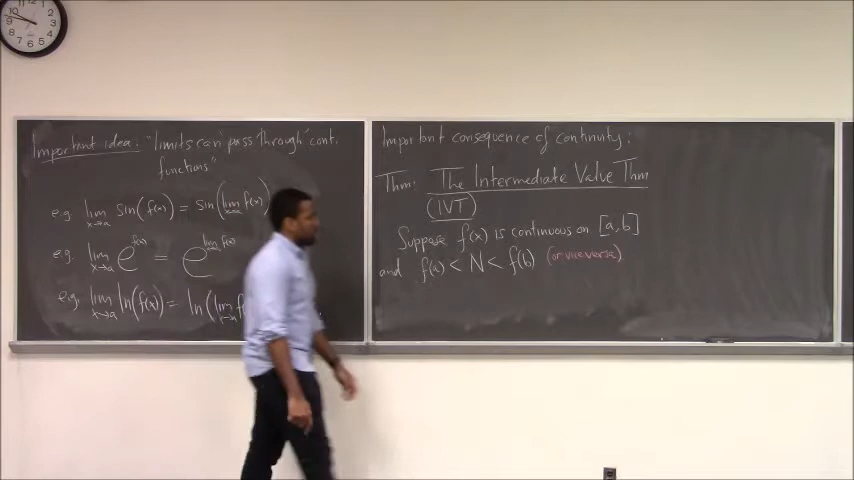 Important idea: "limits can 'pass through' cont.
functions"
e.g. lim x→a sin(f(x)) = sin(lim x→a f(x))
e.g. lim x→a e^f(x) = e^lim x→a f(x)
e.g. lim x→a ln(f(x)) = ln(lim x→a f
Important consequence of continuity:
Thm: The Intermediate Value Thm
(IVT)
Suppose f(x) is continuous on [a,b]
and f(a) < N < f(b) (or vice versa)